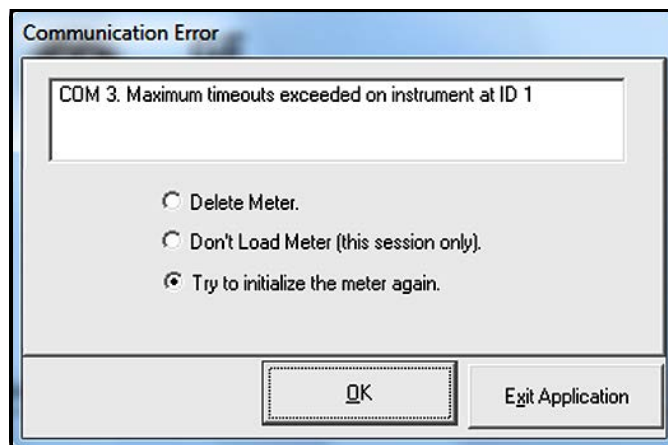 Communication Error
COM 3. Maximum timeouts exceeded on instrument at ID 1
Delete Meter.
Don't Load Meter (this session only).
Try to initialize the meter again.
OK
Exit Application